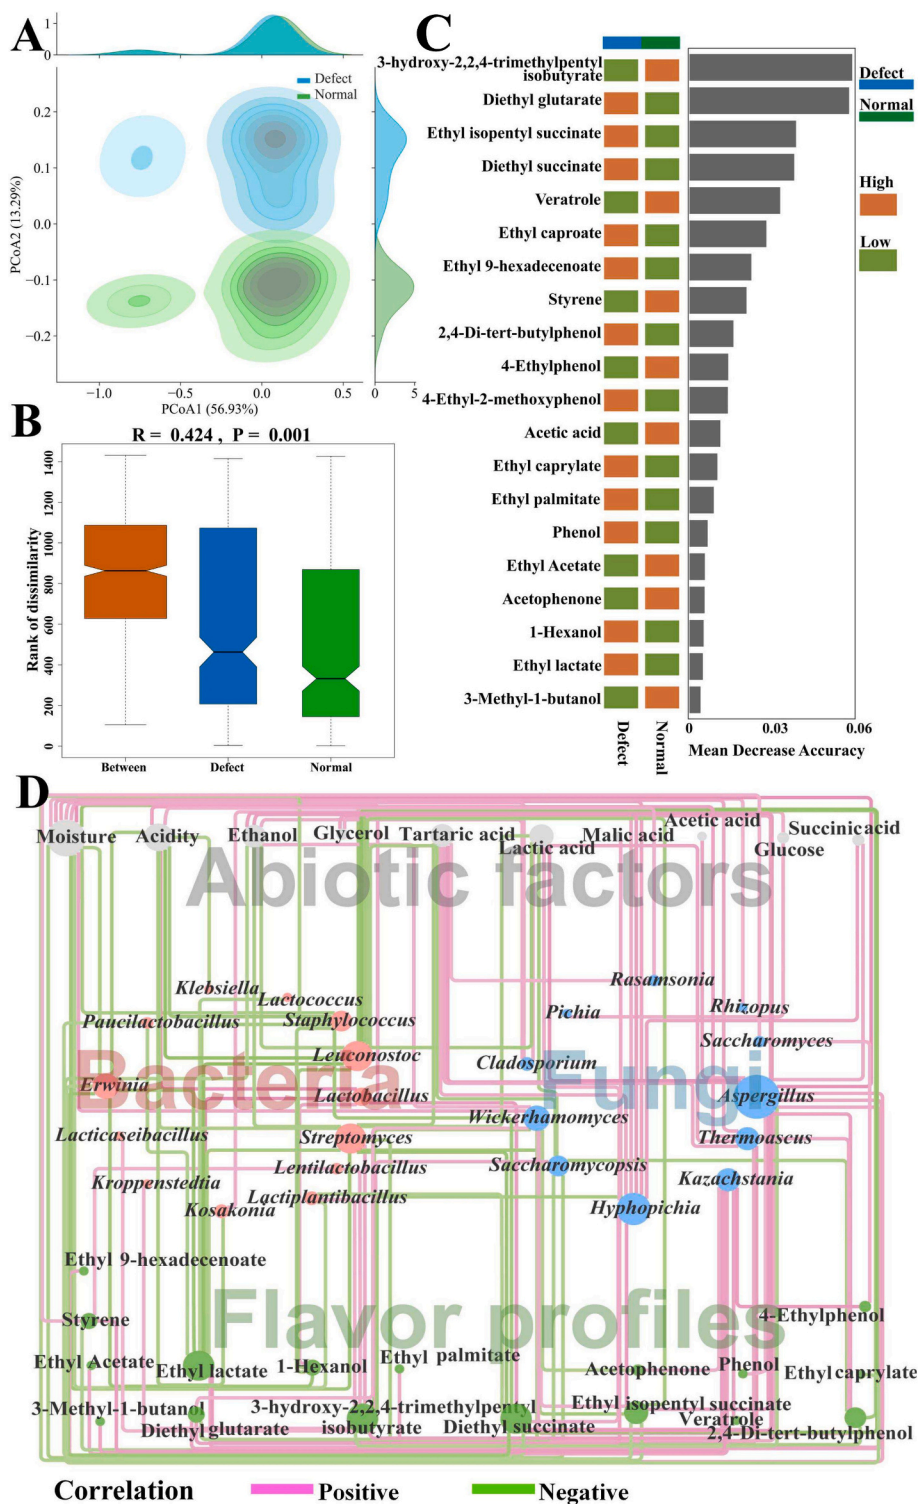 A
1
0
Defect
Normal
0.2
0.1
0.0
−0.1
−0.2
PCoA2 (13.29%)
−1.0
−0.5
0.0
0.5
0
5
PCoA1 (56.93%)
B
R = 0.424 , P = 0.001
Rank of dissimilarity
1400
1200
1000
800
600
400
200
0
Between
Defect
Normal
C
3-hydroxy-2,2,4-trimethylpentyl
isobutyrate
Diethyl glutarate
Ethyl isopentyl succinate
Diethyl succinate
Veratrole
Ethyl caproate
Ethyl 9-hexadecenoate
Styrene
2,4-Di-tert-butylphenol
4-Ethylphenol
4-Ethyl-2-methoxyphenol
Acetic acid
Ethyl caprylate
Ethyl palmitate
Phenol
Ethyl Acetate
Acetophenone
1-Hexanol
Ethyl lactate
3-Methyl-1-butanol
Defect
Normal
0
0.03
0.06
Mean Decrease Accuracy
Defect
Normal
High
Low
D
Moisture
Acidity
Ethanol
Glycerol
Tartaric acid
Lactic acid
Malic acid
Acetic acid
Glucose
Succinic acid
Abiotic factors
Klebsiella
Lactococcus
Rasamsonia
Paucilactobacillus
Staphylococcus
Pichia
Rhizopus
Saccharomyces
Leuconostoc
Cladosporium
Bacteria
Fungi
Erwinia
Lactobacillus
Aspergillus
Wickerhamomyces
Lacticaseibacillus
Streptomyces
Thermoascus
Lentilactobacillus
Saccharomycopsis
Kroppenstedtia
Lactiplantibacillus
Kazachstania
Kosakonia
Hyphopichia
Ethyl 9-hexadecenoate
Flavor profiles
Styrene
4-Ethylphenol
Ethyl Acetate
Ethyl lactate
1-Hexanol
Ethyl palmitate
Acetophenone
Phenol
Ethyl caprylate
3-Methyl-1-butanol
Diethyl glutarate
3-hydroxy-2,2,4-trimethylpentyl
isobutyrate
Diethyl succinate
Ethyl isopentyl succinate
Veratrole
2,4-Di-tert-butylphenol
Correlation
Positive
Negative